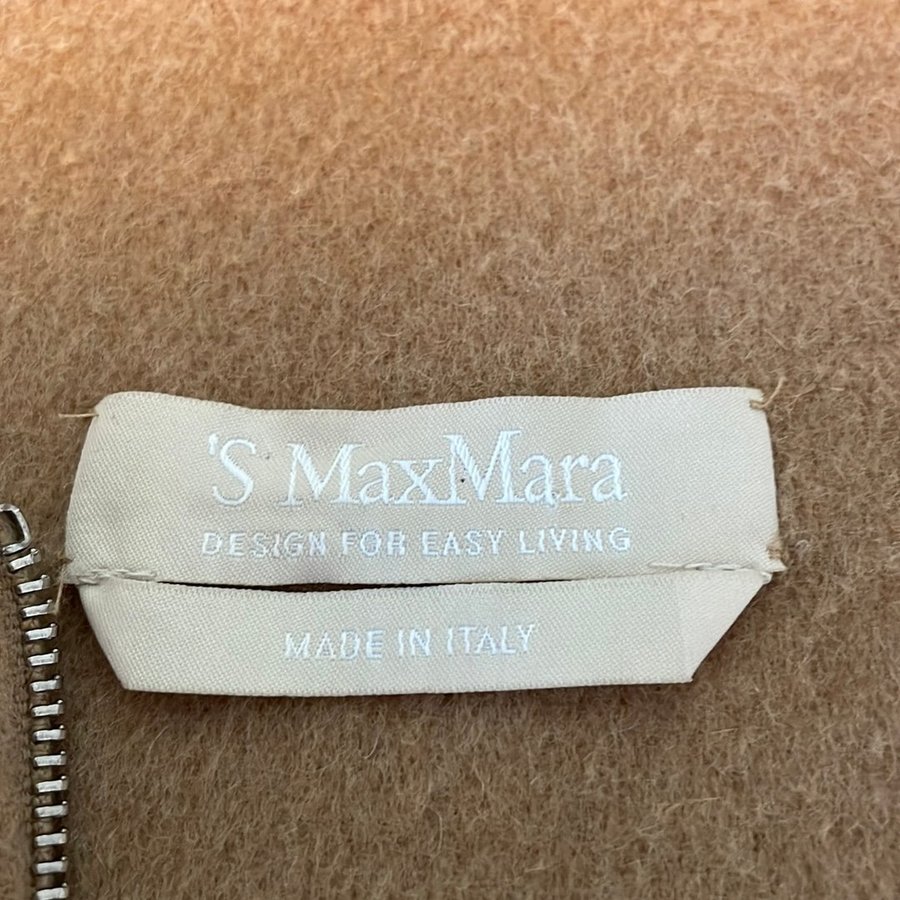 'S MaxMara
DESIGN FOR EASY LIVING
MADE IN ITALY